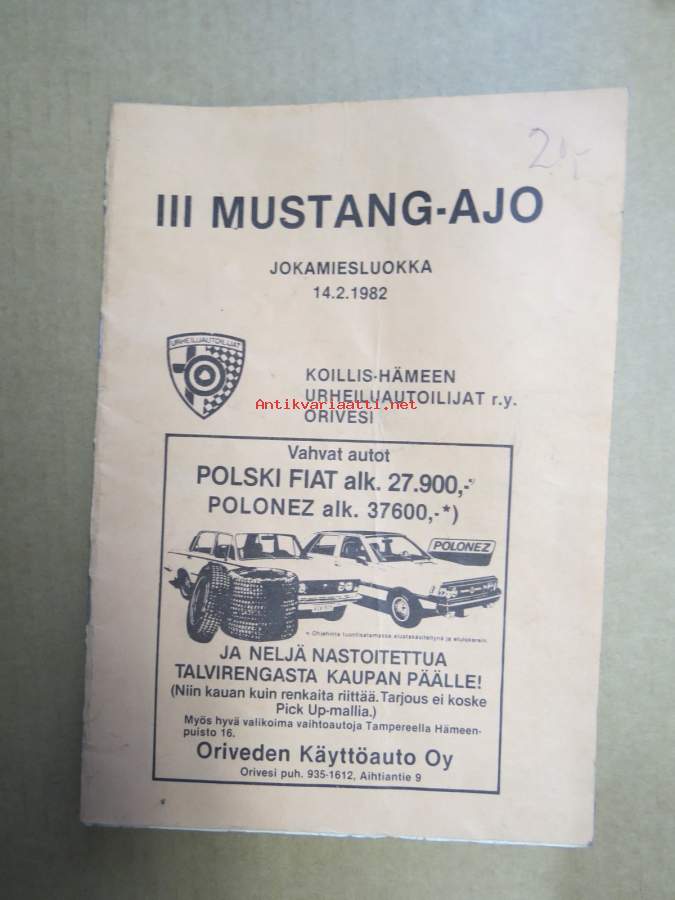 2,-
III MUSTANG-AJO
JOKAMIESLUOKKA
14.2.1982
URHEILUAUTOILIJAT
KOILLIS-HÄMEEN
URHEILUAUTOILIJAT r.y.
ORIVESI
Antikvariaatti.net
Vahvat autot
POLSKI FIAT alk. 27.900,-*
POLONEZ alk. 37600,-*)
POLONEZ
JA NELJÄ NASTOITETTUA
TALVIRENGASTA KAUPAN PÄÄLLE!
(Niin kauan kuin renkaita riittää. Tarjous ei koske
Pick Up-mallia.)
Myös hyvä valikoima vaihtoautoja Tampereella Hämeen-
puisto 16.
Oriveden Käyttöauto Oy
Orivesi puh. 935-1612, Aihtiantie 9